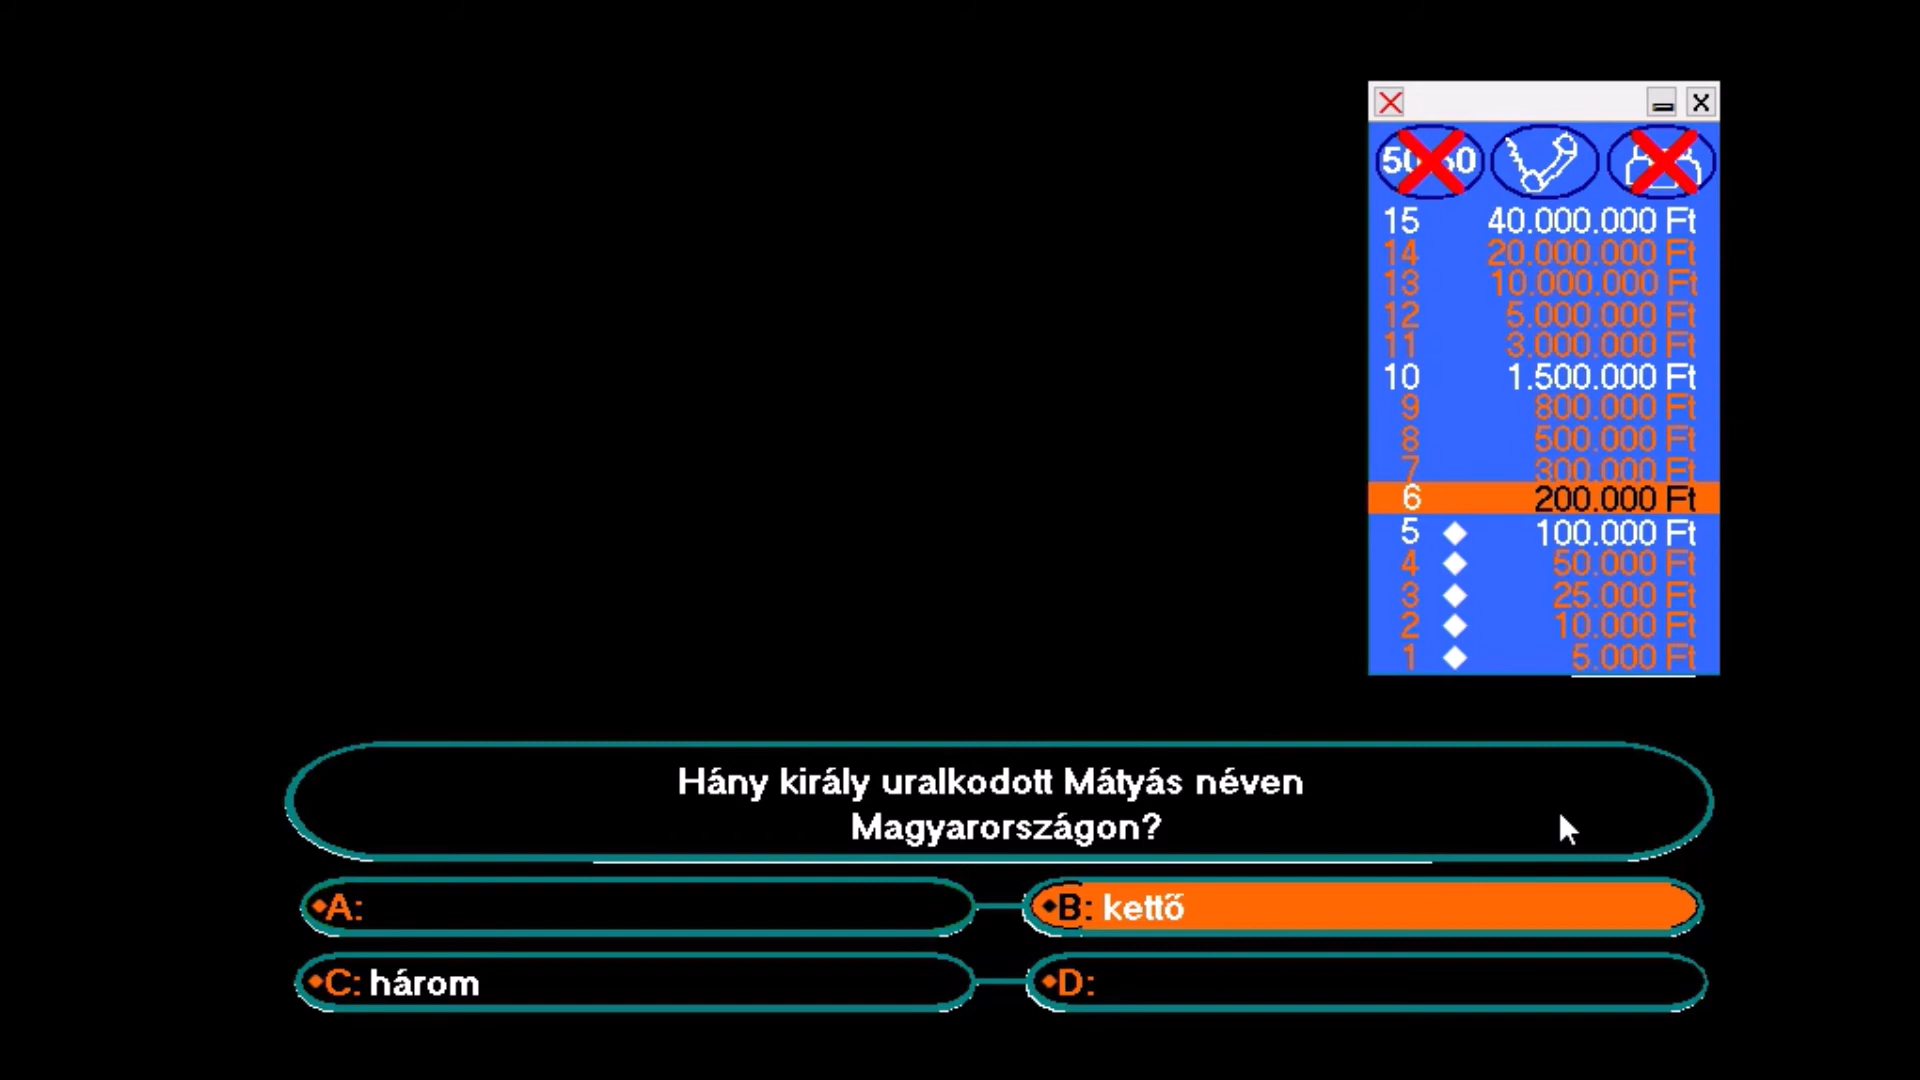 50:50
15 40.000.000 Ft
14 20.000.000 Ft
13 10.000.000 Ft
12 5.000.000 Ft
11 3.000.000 Ft
10 1.500.000 Ft
9 800.000 Ft
8 500.000 Ft
7 300.000 Ft
6 200.000 Ft
5 100.000 Ft
4 50.000 Ft
3 25.000 Ft
2 10.000 Ft
1 5.000 Ft
Hány király uralkodott Mátyás néven
Magyarországon?
A:
B: kettő
C: három
D: